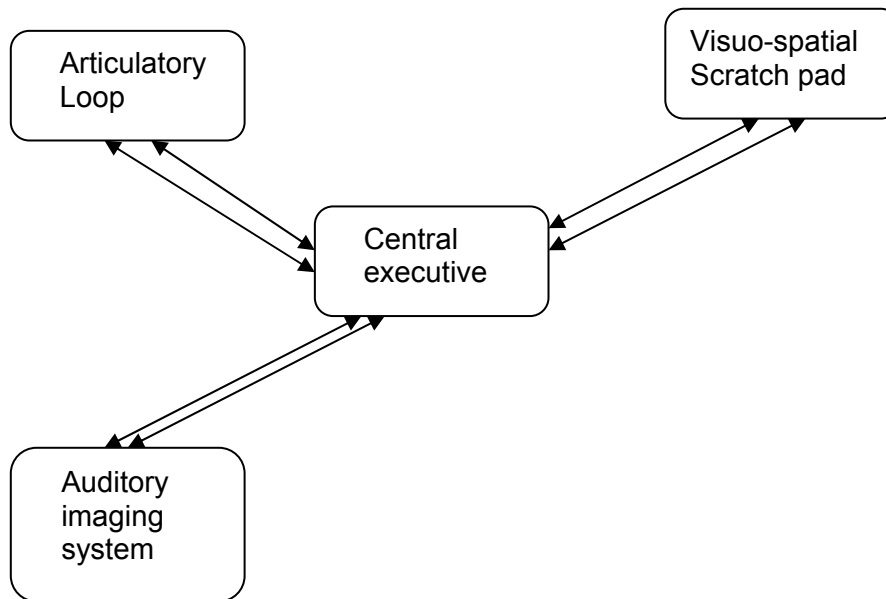 Articulatory
Loop
Visuo-spatial
Scratch pad
Central
executive
Auditory
imaging
system